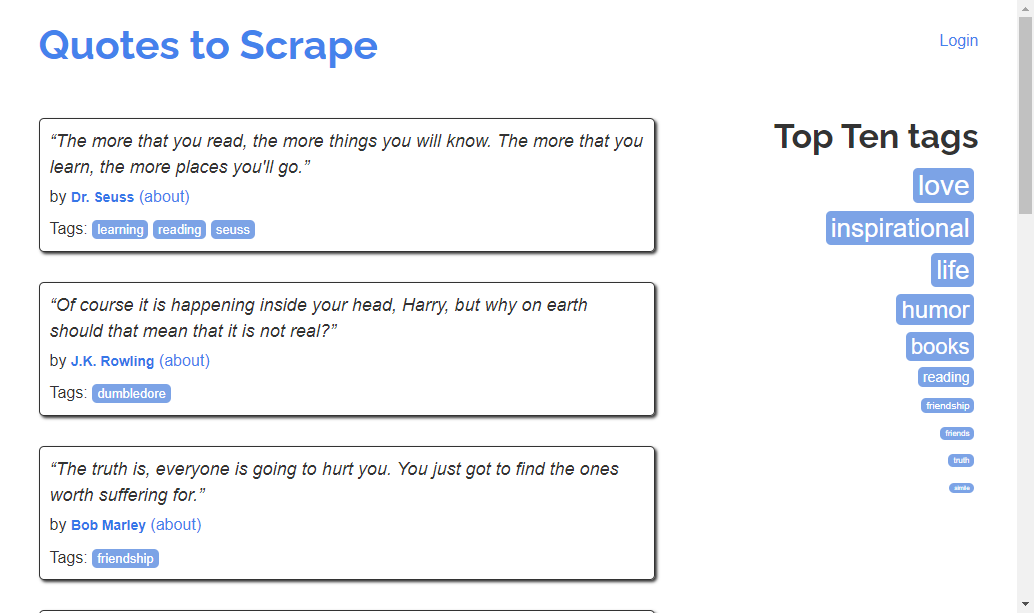 Quotes to Scrape
Login
“The more that you read, the more things you will know. The more that you
learn, the more places you'll go.”
by Dr. Seuss (about)
Tags: learning reading seuss
“Of course it is happening inside your head, Harry, but why on earth
should that mean that it is not real?”
by J.K. Rowling (about)
Tags: dumbledore
“The truth is, everyone is going to hurt you. You just got to find the ones
worth suffering for.”
by Bob Marley (about)
Tags: friendship
Top Ten tags
love
inspirational
life
humor
books
reading
friendship
friends
truth
simile